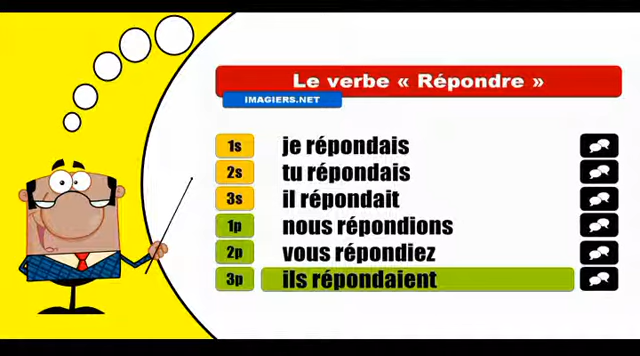 Le verbe « Répondre »
IMAGIERS.NET
1s je répondais
2s tu répondais
3s il répondait
1p nous répondions
2p vous répondiez
3p ils répondaient